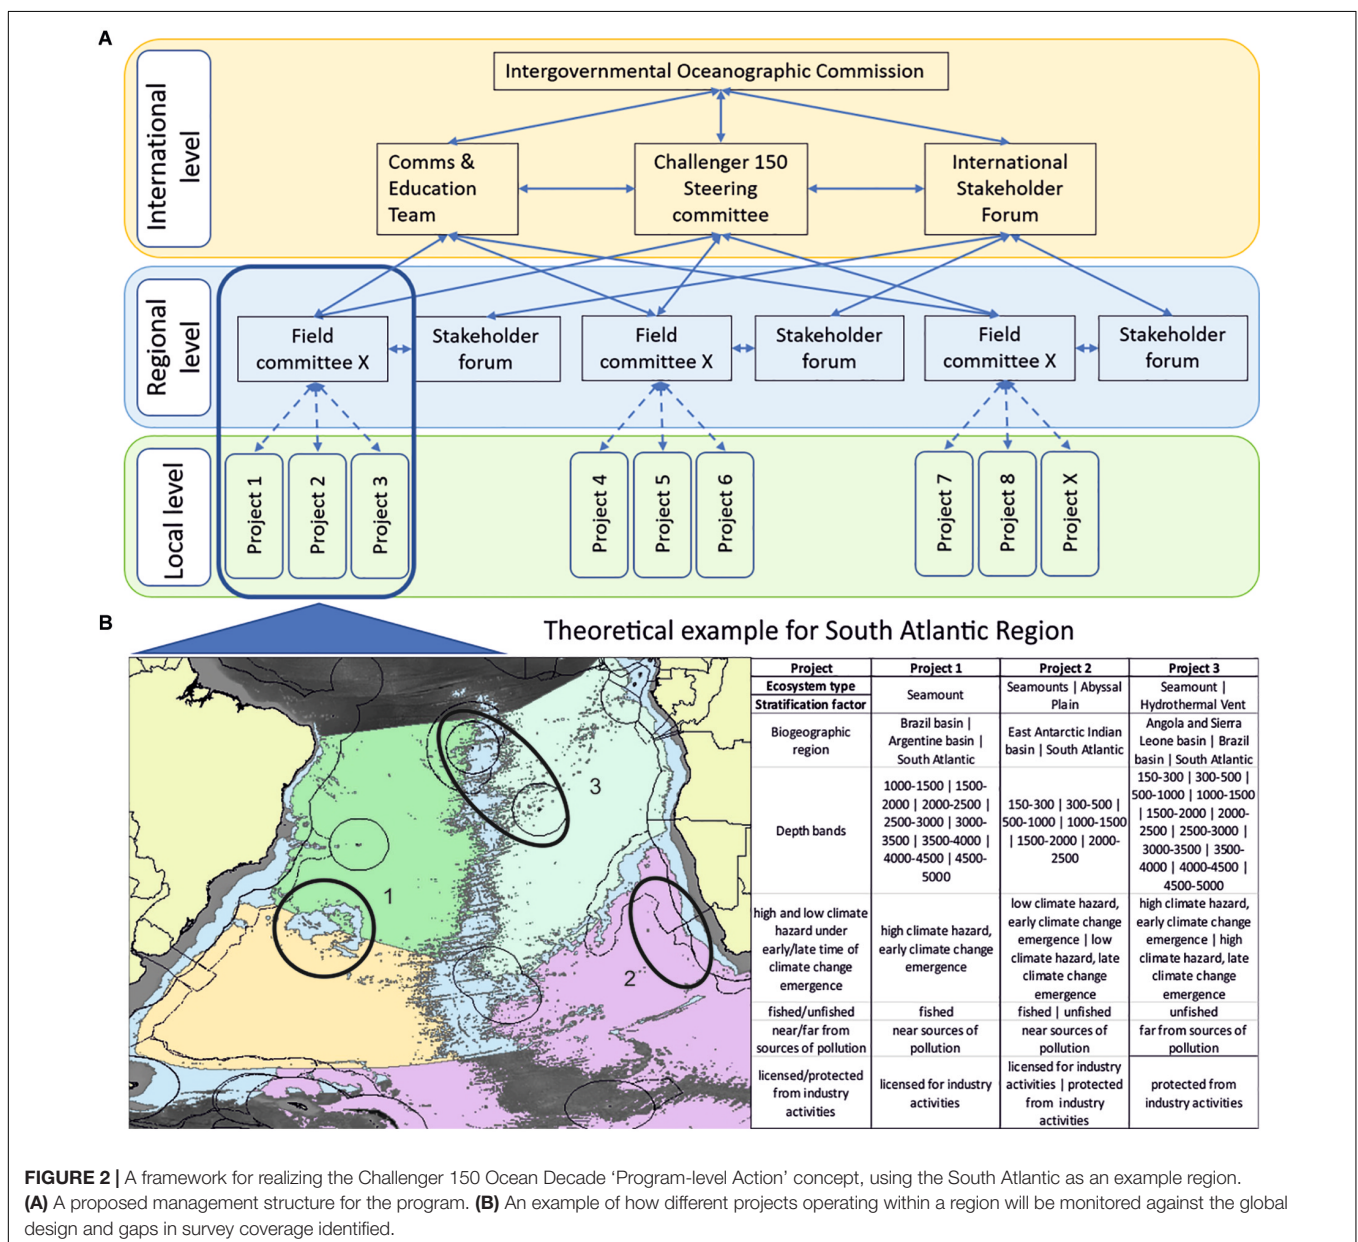 A
International
level
Intergovernmental Oceanographic Commission
Comms &
Education
Team
Challenger 150
Steering
committee
International
Stakeholder
Forum
Regional
level
Field
committee X
Stakeholder
forum
Field
committee X
Stakeholder
forum
Field
committee X
Stakeholder
forum
Local level
Project 1
Project 2
Project 3
Project 4
Project 5
Project 6
Project 7
Project 8
Project X
B
Theoretical example for South Atlantic Region
1
2
3
Project
Project 1
Project 2
Project 3
Ecosystem type
Stratification factor
Seamount
Seamounts | Abyssal
Plain
Seamount |
Hydrothermal Vent
Biogeographic
region
Brazil basin |
Argentine basin |
South Atlantic
East Antarctic Indian
basin | South Atlantic
Angola and Sierra
Leone basin | Brazil
basin | South Atlantic
Depth bands
1000-1500 | 1500-
2000 | 2000-2500 |
2500-3000 | 3000-
3500 | 3500-4000 |
4000-4500 | 4500-
5000
150-300 | 300-500 |
500-1000 | 1000-1500
| 1500-2000 | 2000-
2500
150-300 | 300-500 |
500-1000 | 1000-1500
| 1500-2000 | 2000-
2500 | 2500-3000 |
3000-3500 | 3500-
4000 | 4000-4500 |
4500-5000
high and low climate
hazard under
early/late time of
climate change
emergence
high climate hazard,
early climate change
emergence
low climate hazard,
early climate change
emergence | low
climate hazard, late
climate change
emergence
high climate hazard,
early climate change
emergence | high
climate hazard, late
climate change
emergence
fished/unfished
fished
fished | unfished
unfished
near/far from
sources of pollution
near sources of
pollution
near sources of
pollution
far from sources of
pollution
licensed/protected
from industry
activities
licensed for industry
activities
licensed for industry
activities | protected
from industry
activities
protected from
industry activities
FIGURE 2 | A framework for realizing the Challenger 150 Ocean Decade ‘Program-level Action’ concept, using the South Atlantic as an example region.
(A) A proposed management structure for the program. (B) An example of how different projects operating within a region will be monitored against the global
design and gaps in survey coverage identified.